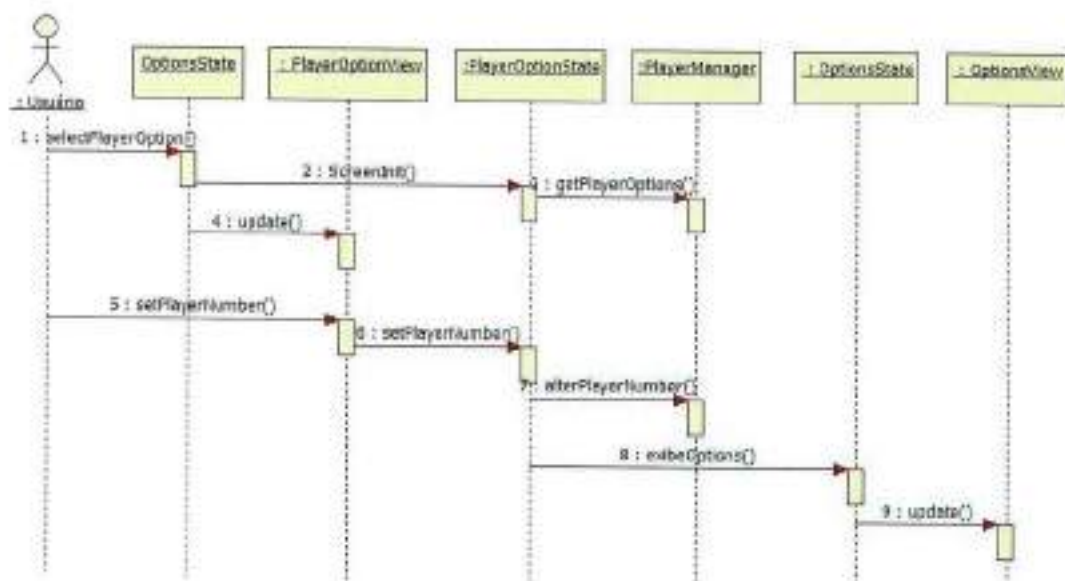 OptionsState
: PlayerOptionView
:PlayerOptionState
:PlayerManager
: OptionsState
: OptionsView
: Usuário
1 : selectPlayerOption()
2 : ScreenInit()
3 : getPlayerOptions()
4 : update()
5 : setPlayerNumber()
6 : setPlayerNumber()
7 : alterPlayerNumber()
8 : exibeOptions()
9 : update()